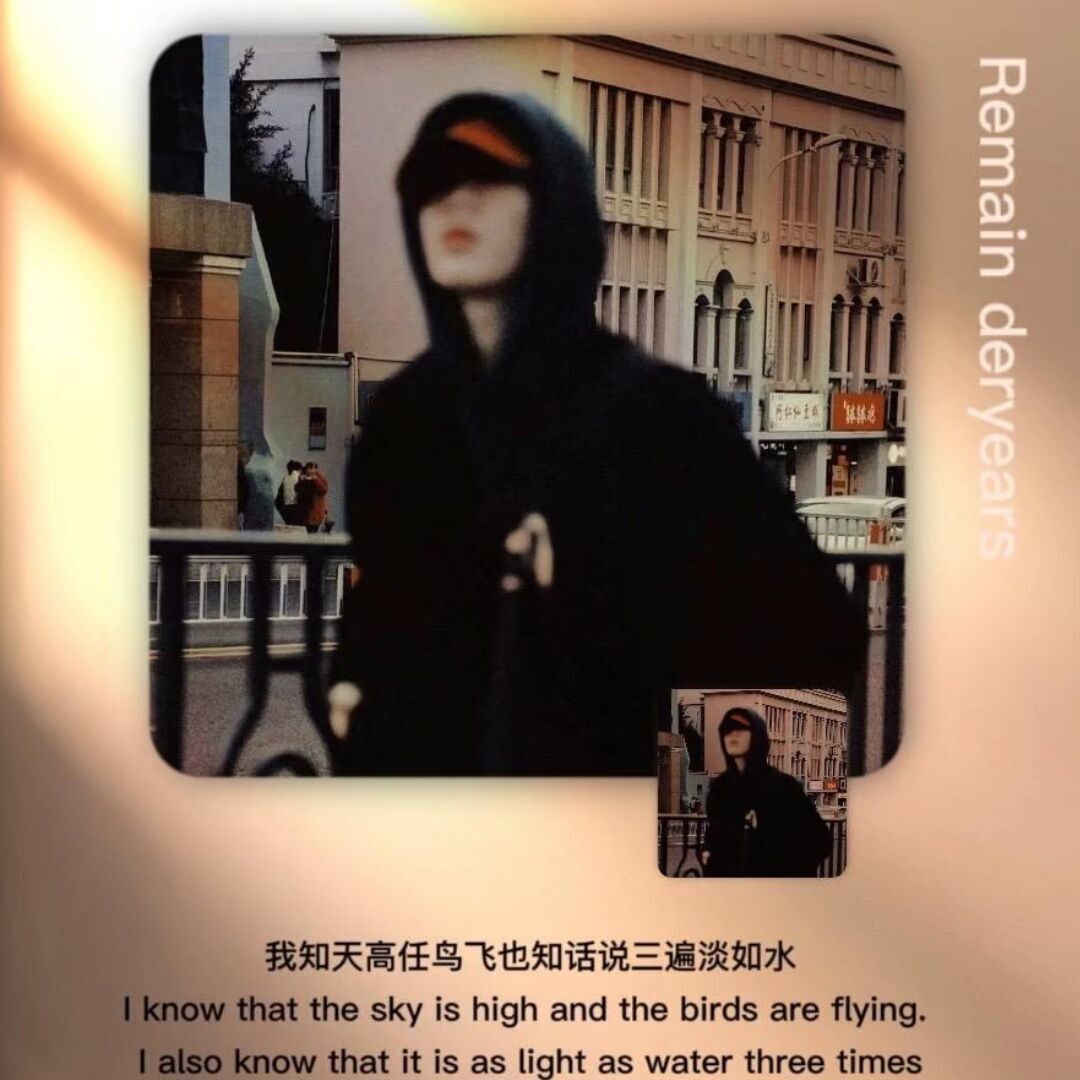 Remain deryears
我知天高任鸟飞也知话说三遍淡如水
I know that the sky is high and the birds are flying.
I also know that it is as light as water three times